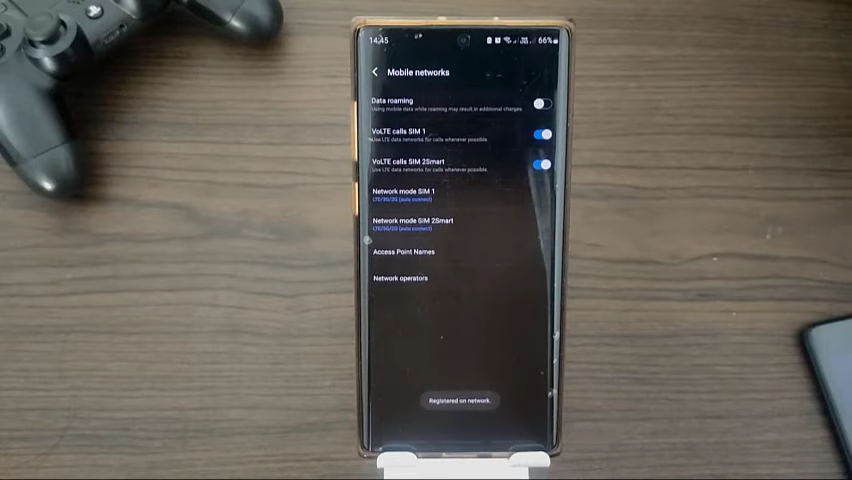 14:45
66%
Mobile networks
Data roaming
Using mobile data while roaming may result in additional charges.
VoLTE calls SIM 1
Use LTE data networks for calls whenever possible.
VoLTE calls SIM 2Smart
Use LTE data networks for calls whenever possible.
Network mode SIM 1
LTE/3G/2G (auto connect)
Network mode SIM 2Smart
LTE/3G/2G (auto connect)
Access Point Names
Network operators
Registered on network.